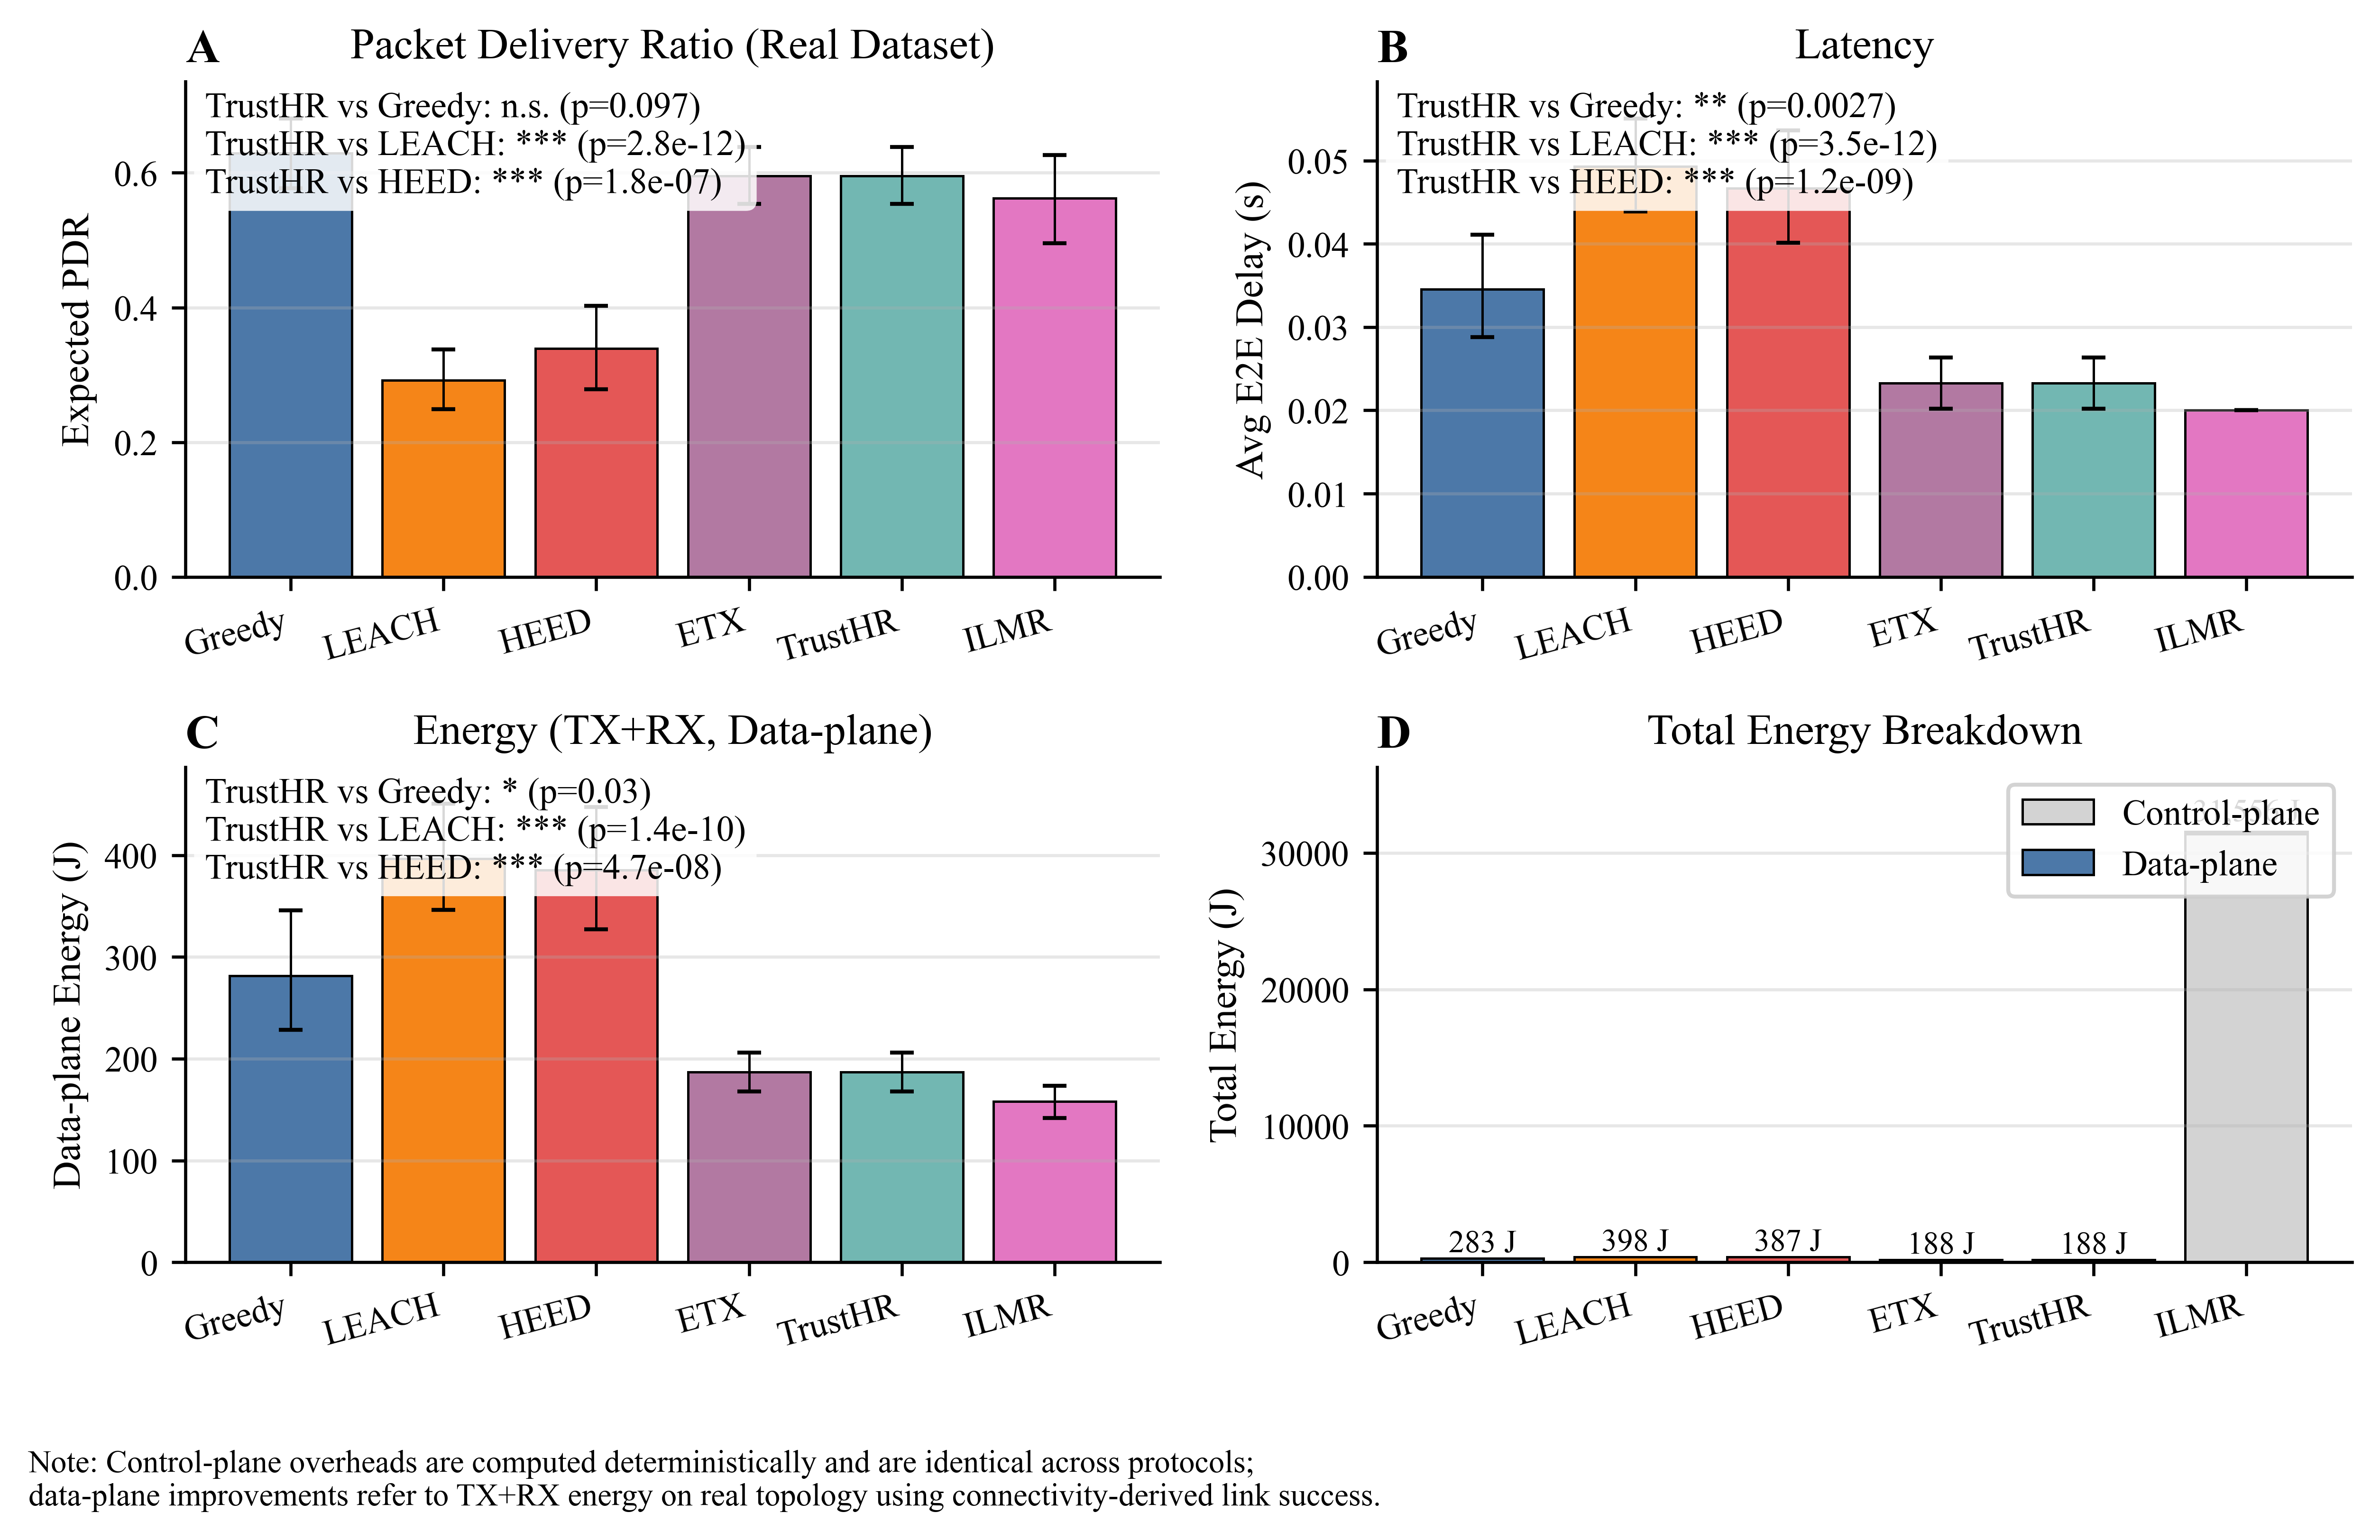 A
Packet Delivery Ratio (Real Dataset)
TrustHR vs Greedy: n.s. (p=0.097)
TrustHR vs LEACH: *** (p=2.8e-12)
TrustHR vs HEED: *** (p=1.8e-07)
Expected PDR
0.6
0.4
0.2
0.0
Greedy
LEACH
HEED
ETX
TrustHR
ILMR
B
Latency
TrustHR vs Greedy: ** (p=0.0027)
TrustHR vs LEACH: *** (p=3.5e-12)
TrustHR vs HEED: *** (p=1.2e-09)
Avg E2E Delay (s)
0.05
0.04
0.03
0.02
0.01
0.00
Greedy
LEACH
HEED
ETX
TrustHR
ILMR
C
Energy (TX+RX, Data-plane)
TrustHR vs Greedy: * (p=0.03)
TrustHR vs LEACH: *** (p=1.4e-10)
TrustHR vs HEED: *** (p=4.7e-08)
Data-plane Energy (J)
400
300
200
100
0
Greedy
LEACH
HEED
ETX
TrustHR
ILMR
D
Total Energy Breakdown
Control-plane
Data-plane
Total Energy (J)
30000
20000
10000
0
283 J
398 J
387 J
188 J
188 J
Greedy
LEACH
HEED
ETX
TrustHR
ILMR
Note: Control-plane overheads are computed deterministically and are identical across protocols;
data-plane improvements refer to TX+RX energy on real topology using connectivity-derived link success.